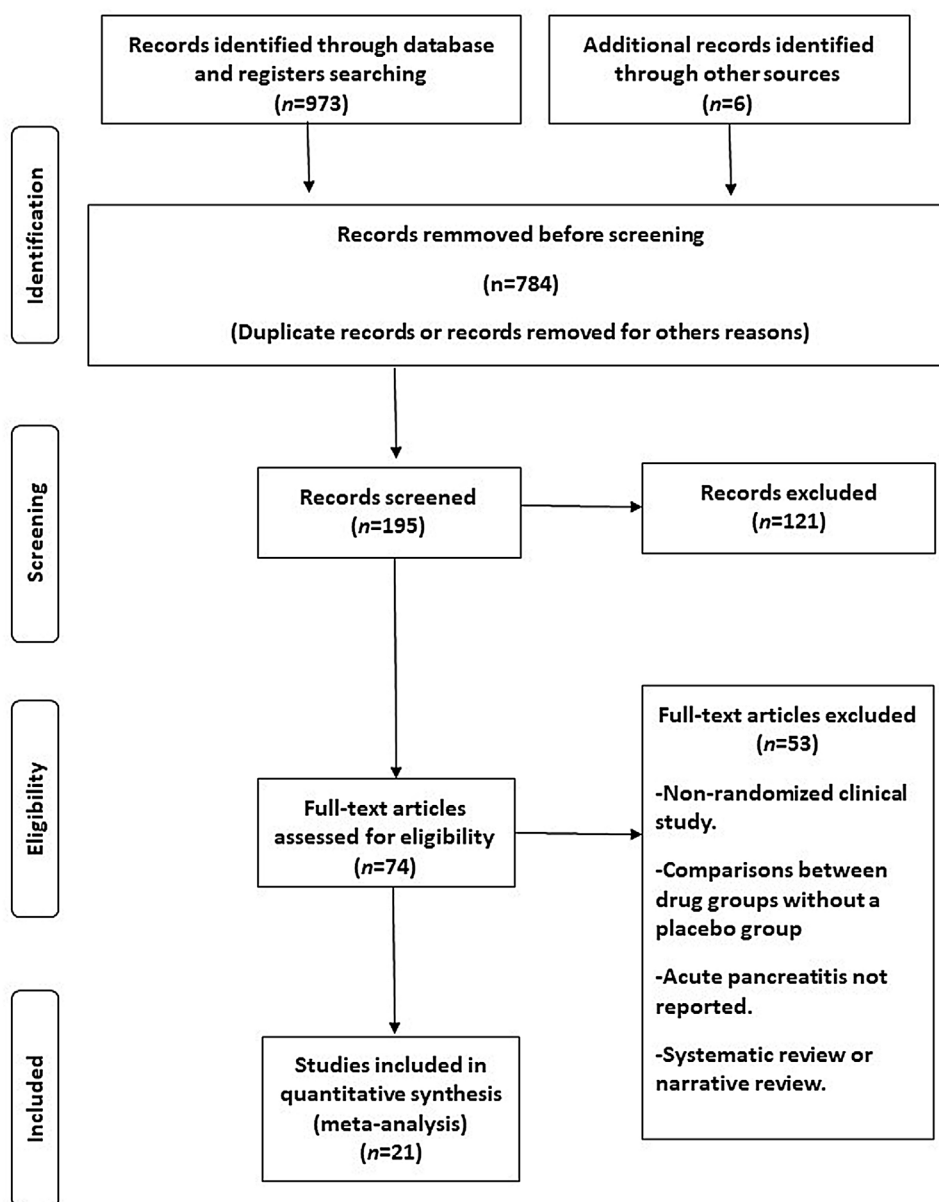 Records identified through database
and registers searching
(n=973)
Additional records identified
through other sources
(n=6)
Identification
Records remmoved before screening
(n=784)
(Duplicate records or records removed for others reasons)
Screening
Records screened
(n=195)
Records excluded
(n=121)
Eligibility
Full-text articles
assessed for eligibility
(n=74)
Full-text articles excluded
(n=53)
-Non-randomized clinical
study.
-Comparisons between
drug groups without a
placebo group
-Acute pancreatitis not
reported.
-Systematic review or
narrative review.
Included
Studies included in
quantitative synthesis
(meta-analysis)
(n=21)